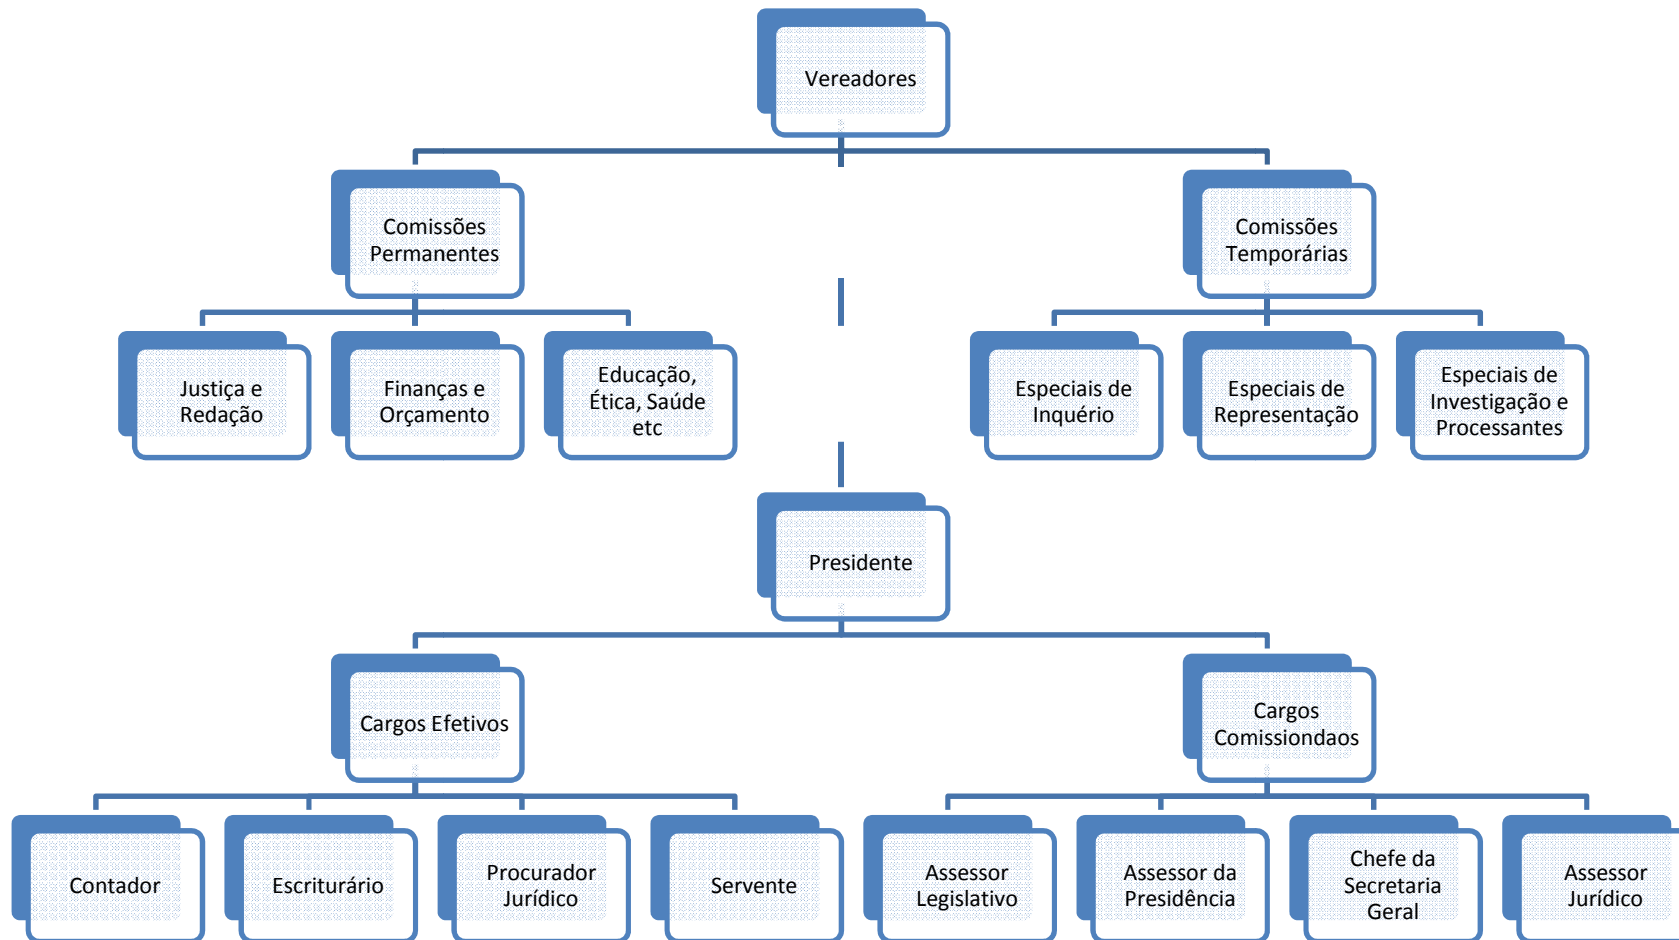 Vereadores
Comissões
Permanentes
Comissões
Temporárias
Justiça e
Redação
Finanças e
Orçamento
Educação,
Ética, Saúde
etc
Especiais de
Inquério
Especiais de
Representação
Especiais de
Investigação e
Processantes
Presidente
Cargos Efetivos
Cargos
Comissiondaos
Contador
Escriturário
Procurador
Jurídico
Servente
Assessor
Legislativo
Assessor da
Presidência
Chefe da
Secretaria
Geral
Assessor
Jurídico